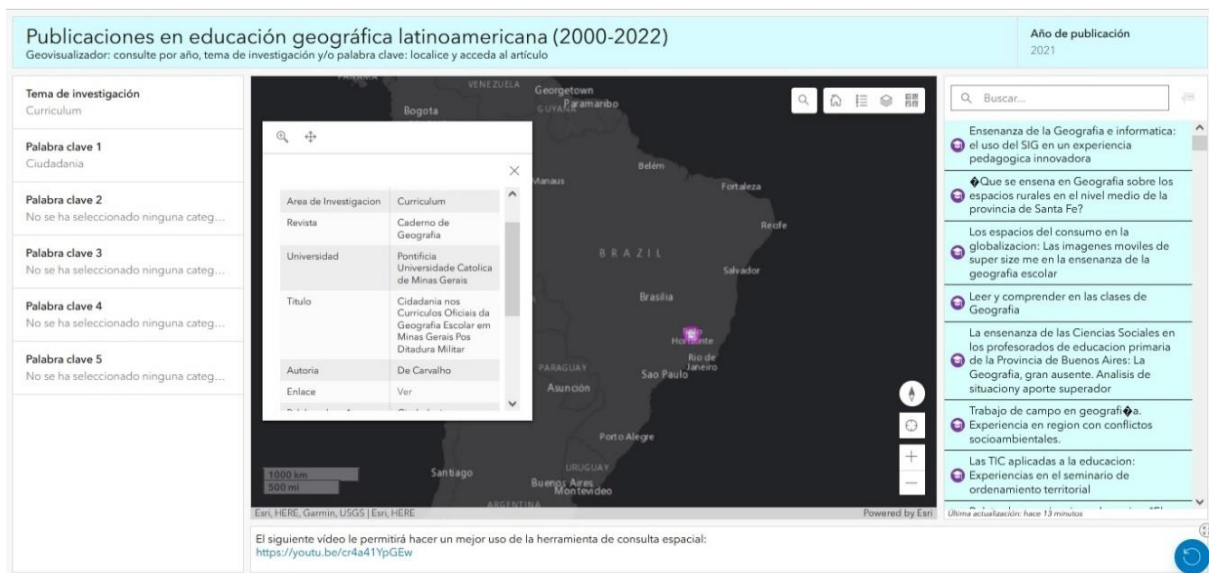 Publicaciones en educación geográfica latinoamericana (2000-2022)
Geovisualizador: consulte por año, tema de investigación y/o palabra clave: localice y acceda al artículo
Año de publicación
2021
Tema de investigación
Curriculum
Palabra clave 1
Ciudadania
Palabra clave 2
No se ha seleccionado ninguna categ...
Palabra clave 3
No se ha seleccionado ninguna categ...
Palabra clave 4
No se ha seleccionado ninguna categ...
Palabra clave 5
No se ha seleccionado ninguna categ...
VENEZUELA
Georgetown
Paramaribo
Bogota
Area de Investigacion Curriculum
Revista Caderno de
Geografia
Universidad Pontificia
Universidade Catolica
de Minas Gerais
Titulo Cidadania nos
Curriculos Oficiais da
Geografia Escolar em
Minas Gerais Pos
Ditadura Militar
Autoria De Carvalho
Enlace Ver
Belém
Manaus
Fortaleza
Recife
BRAZIL
Salvador
Brasilia
Rio de
Janeiro
Sao Paulo
PARAGUAY
Asunción
Porto Alegre
Santiago
URUGUAY
Buenos Aires
Montevideo
ARGENTINA
1000 km
500 mi
Esri, HERE, Garmin, USGS | Esri, HERE
Powered by Esri
Buscar...
Ensenanza de la Geografia e informatica:
el uso del SIG en un experiencia
pedagogica innovadora
�Que se ensena en Geografia sobre los
espacios rurales en el nivel medio de la
provincia de Santa Fe?
Los espacios del consumo en la
globalizacion: Las imagenes moviles de
super size me en la ensenanza de la
geografia escolar
Leer y comprender en las clases de
Geografia
La ensenanza de las Ciencias Sociales en
los profesorados de educacion primaria
de la Provincia de Buenos Aires: La
Geografia, gran ausente. Analisis de
situaciony aporte superador
Trabajo de campo en geografi�a.
Experiencia en region con conflictos
socioambientales.
Las TIC aplicadas a la educacion:
Experiencias en el seminario de
ordenamiento territorial
Última actualización: hace 13 minutos
El siguiente vídeo le permitirá hacer un mejor uso de la herramienta de consulta espacial:
https://youtu.be/cr4a41YpGEw